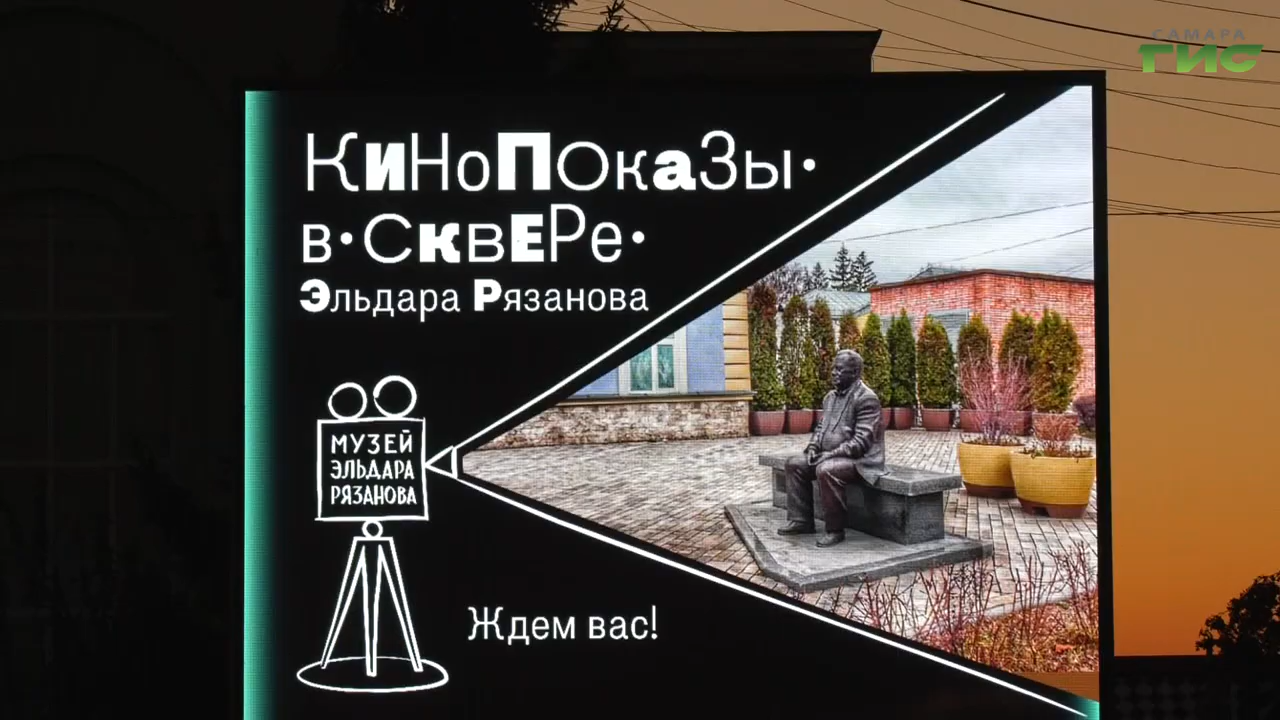 САМАРА
ГИС
КиНоПОкаЗы·
в·СквЕРе·
Эльдара Рязанова
МУЗЕЙ
ЭЛЬДАРА
РЯЗАНОВА
Ждем вас!